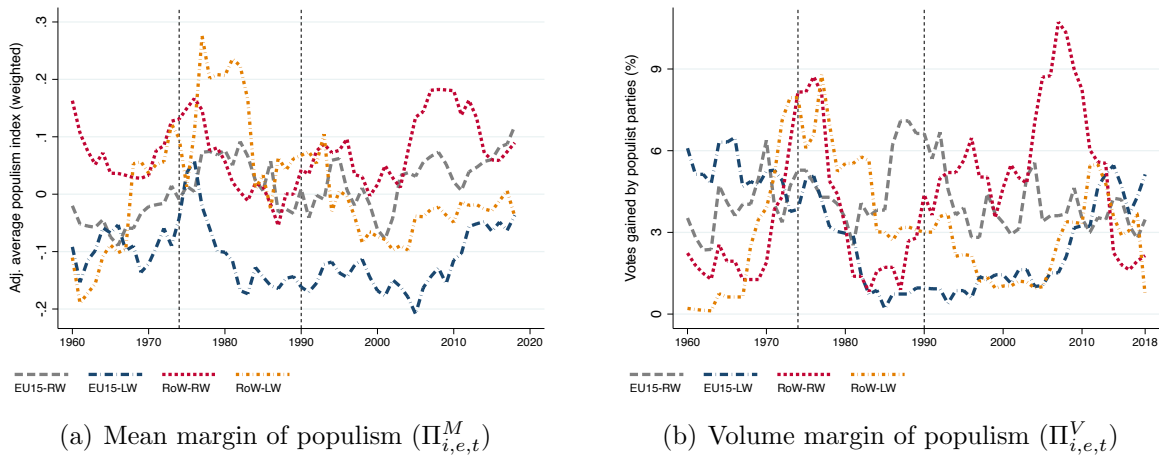 Adj. average populism index (weighted)
.3
.2
.1
0
-.1
-.2
1960 1970 1980 1990 2000 2010 2020
EU15-RW EU15-LW RoW-RW RoW-LW
(a) Mean margin of populism (Π^M_{i,e,t})
Votes gained by populist parties (%)
9
6
3
0
1960 1970 1980 1990 2000 2010 2018
EU15-RW EU15-LW RoW-RW RoW-LW
(b) Volume margin of populism (Π^V_{i,e,t})